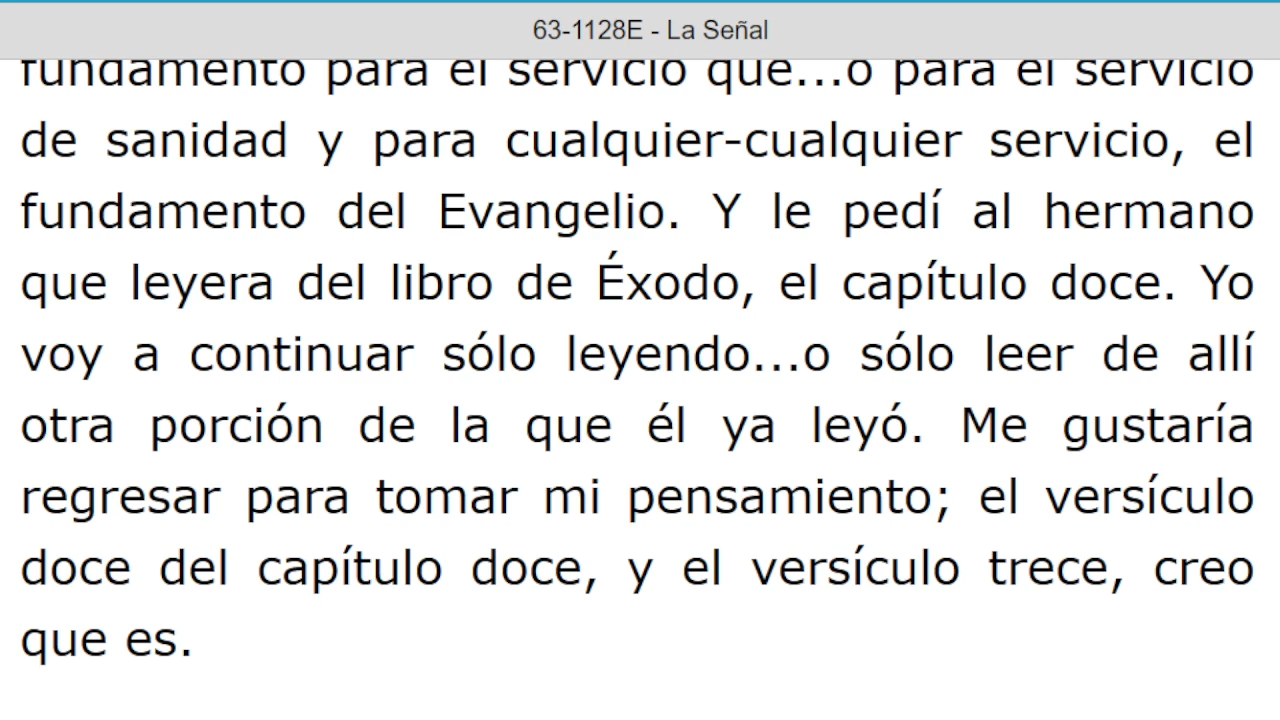 63-1128E - La Señal
fundamento para el servicio que...o para el servicio
de sanidad y para cualquier-cualquier servicio, el
fundamento del Evangelio. Y le pedí al hermano
que leyera del libro de Éxodo, el capítulo doce. Yo
voy a continuar sólo leyendo...o sólo leer de allí
otra porción de la que él ya leyó. Me gustaría
regresar para tomar mi pensamiento; el versículo
doce del capítulo doce, y el versículo trece, creo
que es.